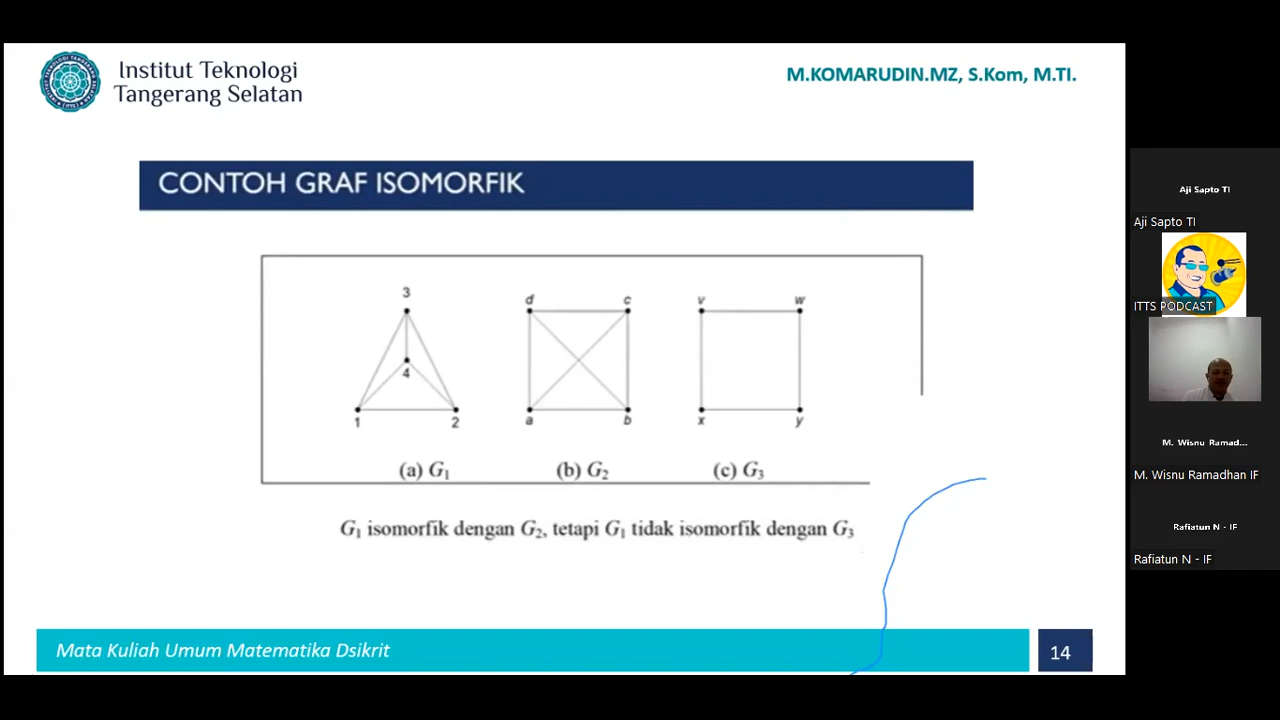 Institut Teknologi
Tangerang Selatan
M.KOMARUDIN.MZ, S.Kom, M.TI.
CONTOH GRAF ISOMORFIK
3
4
1
2
d
c
a
b
v
w
x
y
(a) G₁
(b) G₂
(c) G₃
G₁ isomorfik dengan G₂, tetapi G₁ tidak isomorfik dengan G₃
Mata Kuliah Umum Matematika Dsikrit
14
Aji Sapto TI
Aji Sapto TI
ITTS PODCAST
M. Wisnu Ramad...
M. Wisnu Ramadhan IF
Rafiatun N - IF
Rafiatun N - IF